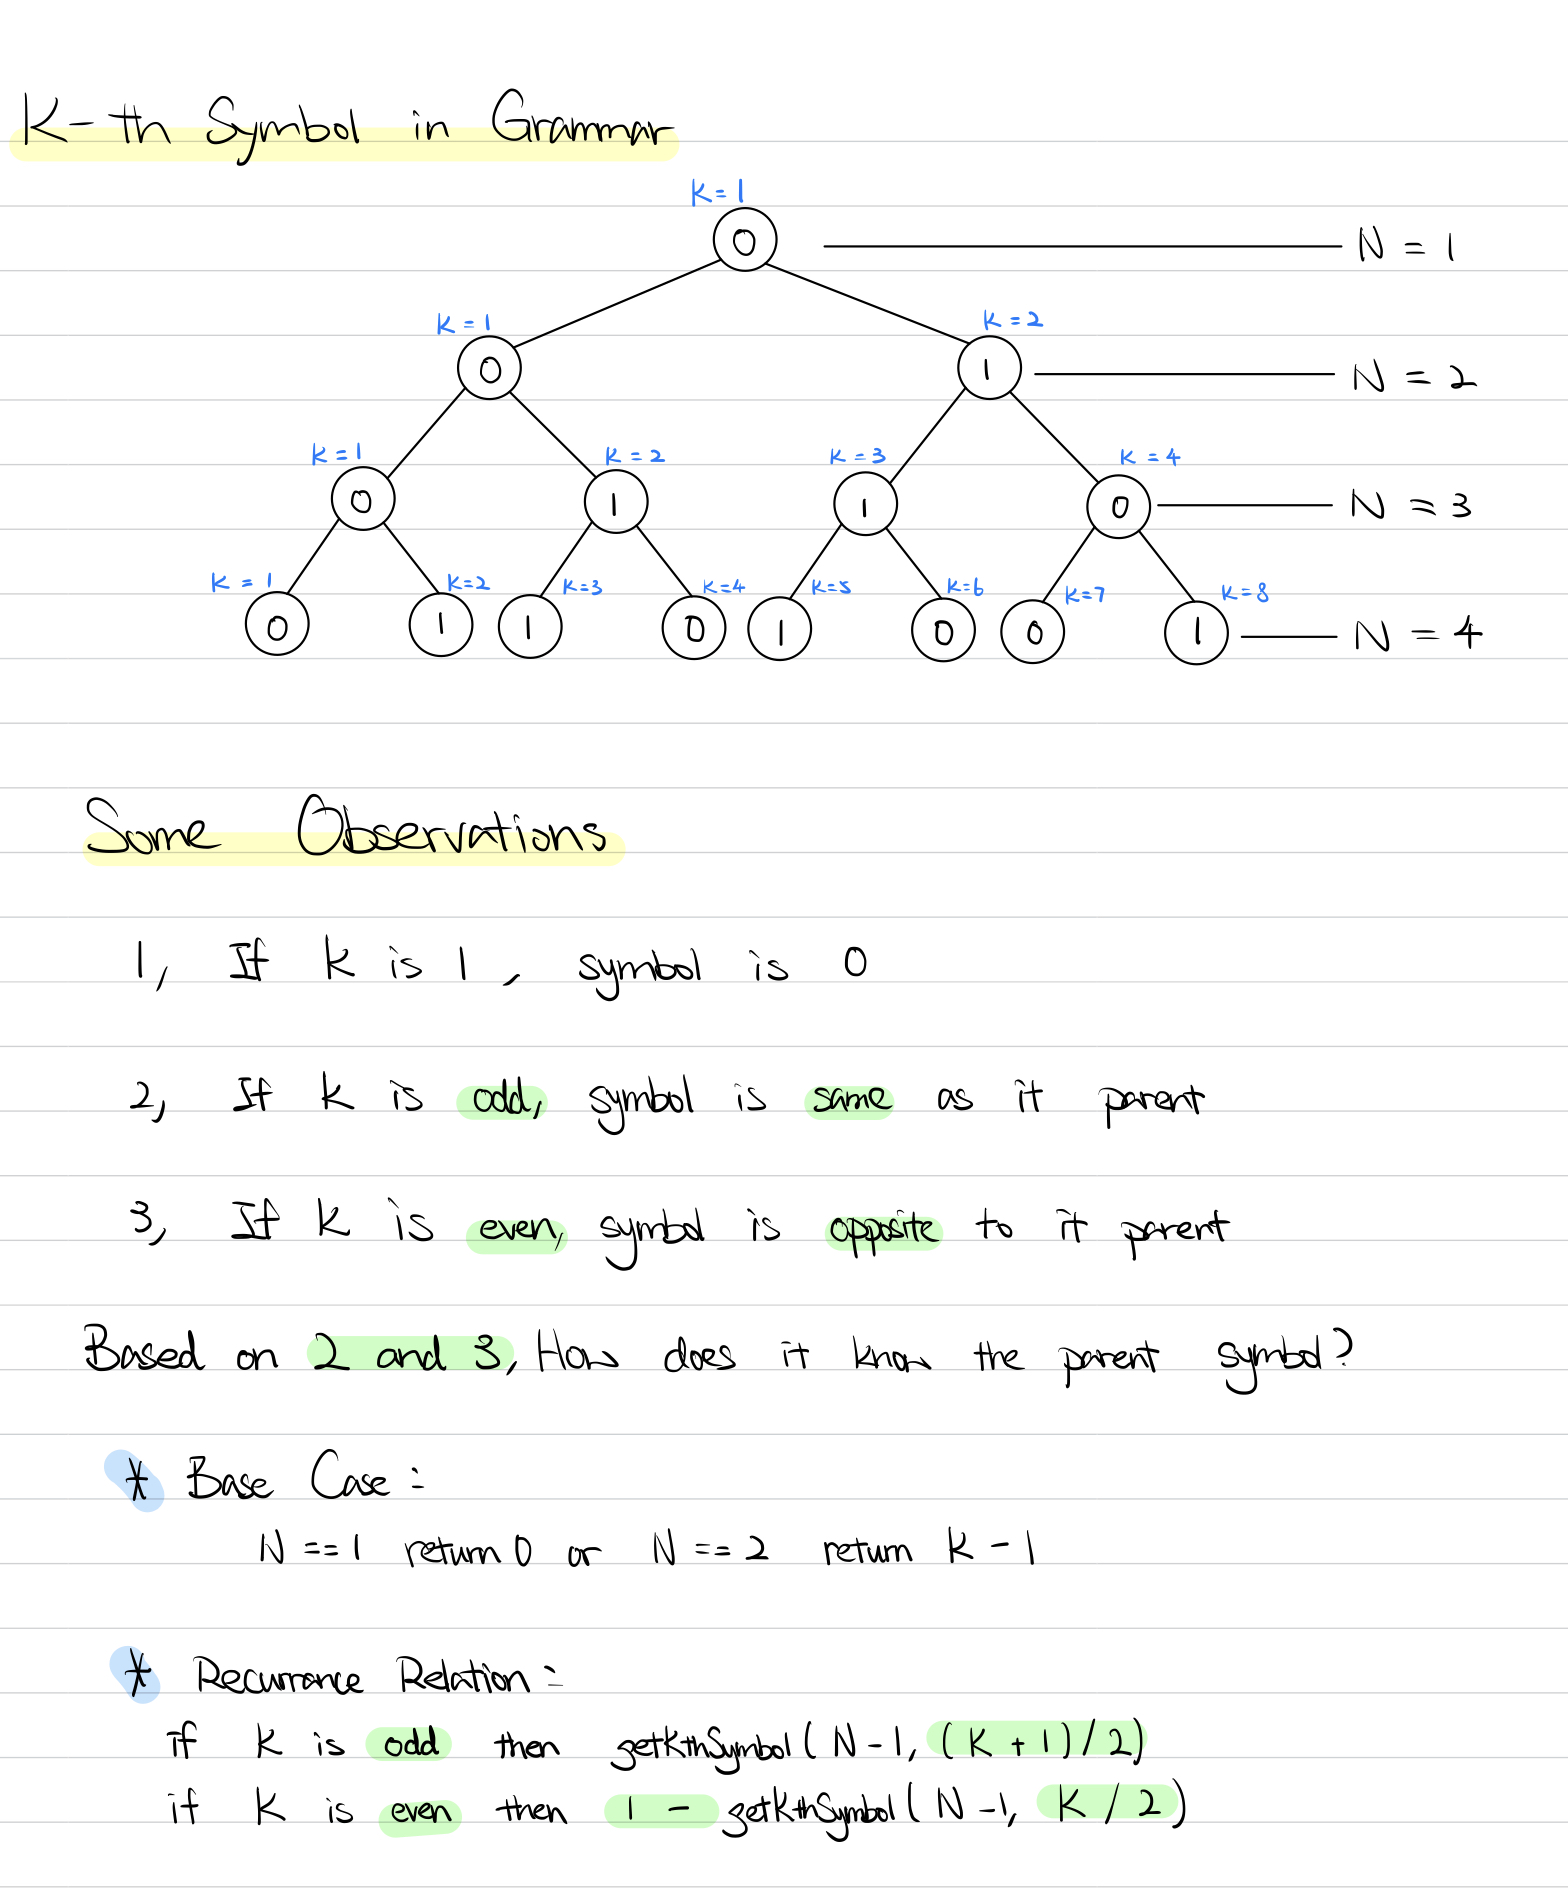 K-th Symbol in Grammar
K=1
0 N = 1
K=1 K=2
0 1 N = 2
K=1 K=2 K=3 K=4
0 1 1 0 N = 3
K=1 K=2 K=3 K=4 K=5 K=6 K=7 K=8
0 1 1 0 1 0 0 1 N = 4
Some Observations
1, If K is 1, symbol is 0
2, If K is odd, symbol is same as it parent
3, If K is even, symbol is opposite to it parent
Based on 2 and 3, How does it know the parent symbol?
* Base Case:
N == 1 return 0 or N == 2 return K - 1
* Recurrance Relation:
if K is odd then getKthSymbol(N-1, (K + 1)/2)
if K is even then 1 - getKthSymbol(N-1, K/2)